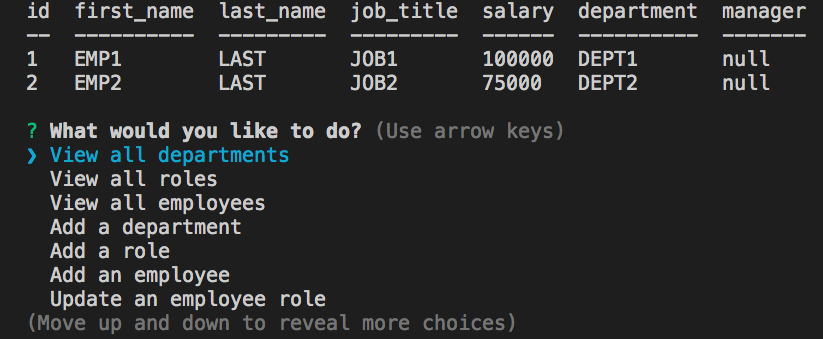 id  first_name  last_name  job_title  salary  department  manager
--  ----------  ---------  ---------  ------  ----------  -------
1   EMP1        LAST       JOB1       100000  DEPT1       null
2   EMP2        LAST       JOB2       75000   DEPT2       null
? What would you like to do? (Use arrow keys)
❯ View all departments
View all roles
View all employees
Add a department
Add a role
Add an employee
Update an employee role
(Move up and down to reveal more choices)